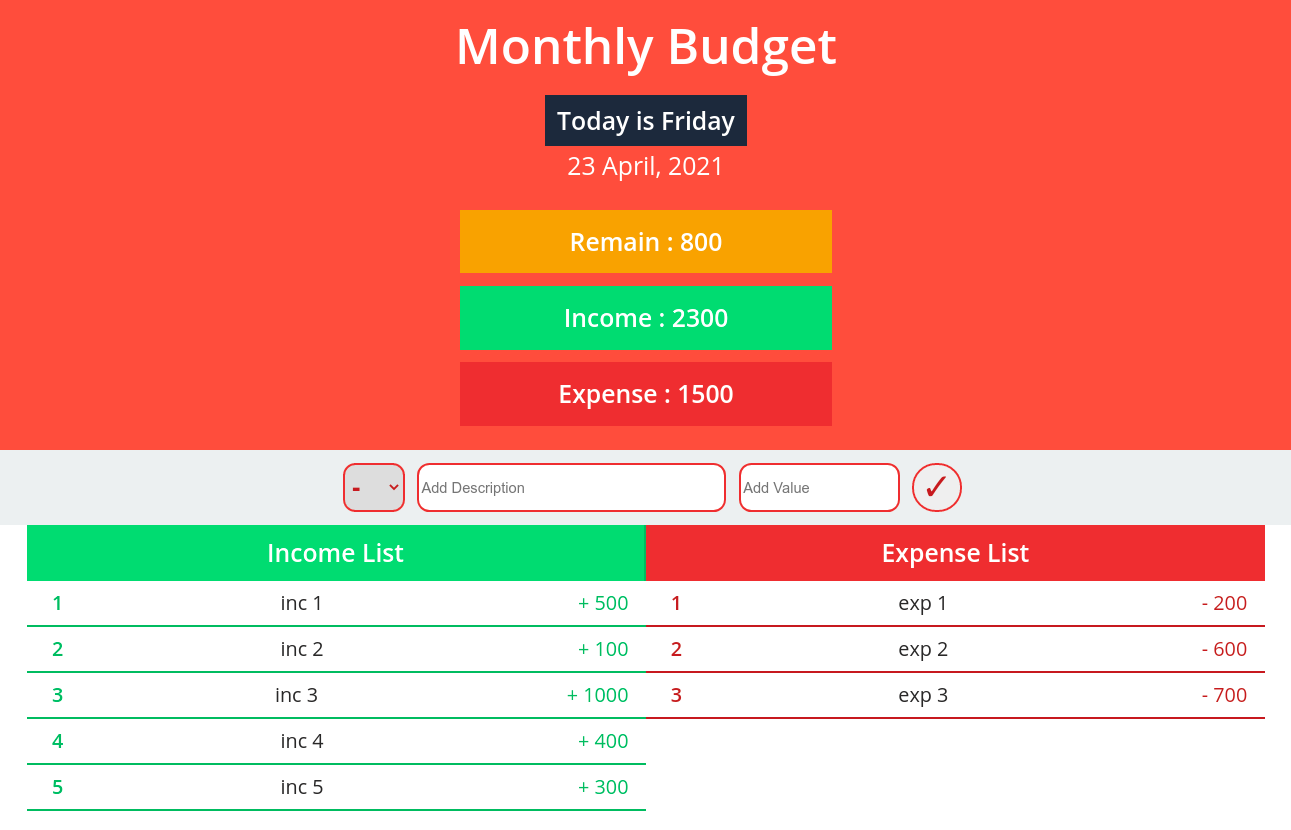 Monthly Budget
Today is Friday
23 April, 2021
Remain : 800
Income : 2300
Expense : 1500
- Add Description Add Value ✓
Income List Expense List
1 inc 1 + 500 1 exp 1 - 200
2 inc 2 + 100 2 exp 2 - 600
3 inc 3 + 1000 3 exp 3 - 700
4 inc 4 + 400
5 inc 5 + 300